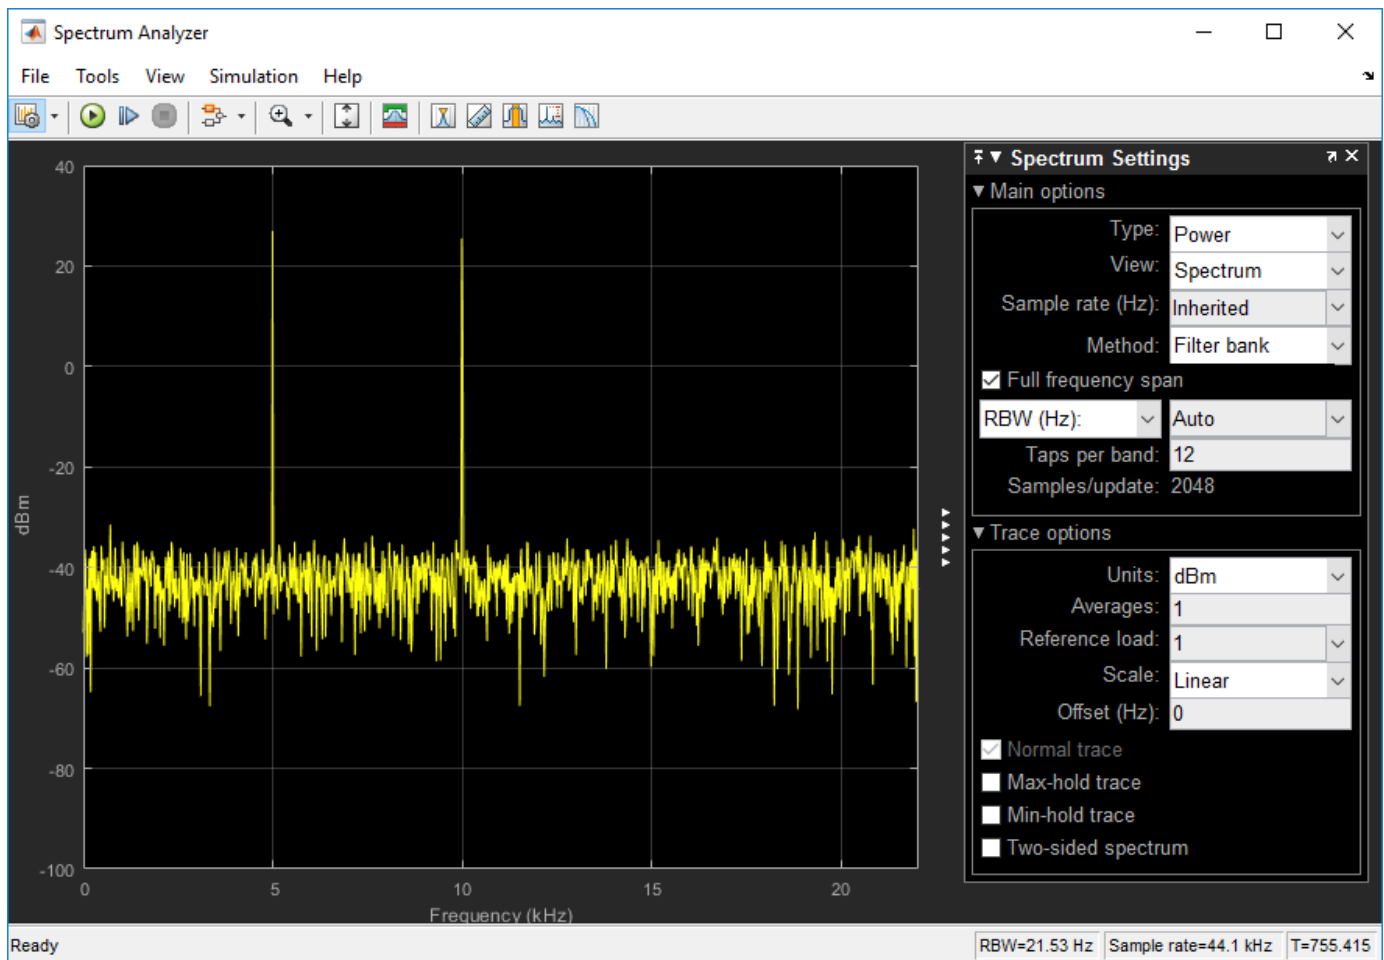 Spectrum Analyzer
File Tools View Simulation Help
Spectrum Settings
Main options
Type: Power
View: Spectrum
Sample rate (Hz): Inherited
Method: Filter bank
Full frequency span
RBW (Hz): Auto
Taps per band: 12
Samples/update: 2048
Trace options
Units: dBm
Averages: 1
Reference load: 1
Scale: Linear
Offset (Hz): 0
Normal trace
Max-hold trace
Min-hold trace
Two-sided spectrum
40
20
0
-20
-40
-60
-80
-100
dBm
0 5 10 15 20
Frequency (kHz)
Ready RBW=21.53 Hz Sample rate=44.1 kHz T=755.415